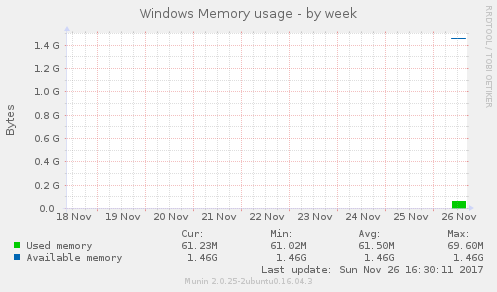 Windows Memory usage - by week
RRDTOOL / TOBI OETIKER
Bytes
1.4 G
1.2 G
1.0 G
0.8 G
0.6 G
0.4 G
0.2 G
0.0
18 Nov 19 Nov 20 Nov 21 Nov 22 Nov 23 Nov 24 Nov 25 Nov 26 Nov
Cur: Min: Avg: Max:
Used memory 61.23M 61.02M 61.50M 69.60M
Available memory 1.46G 1.46G 1.46G 1.46G
Last update: Sun Nov 26 16:30:11 2017
Munin 2.0.25-2ubuntu0.16.04.3